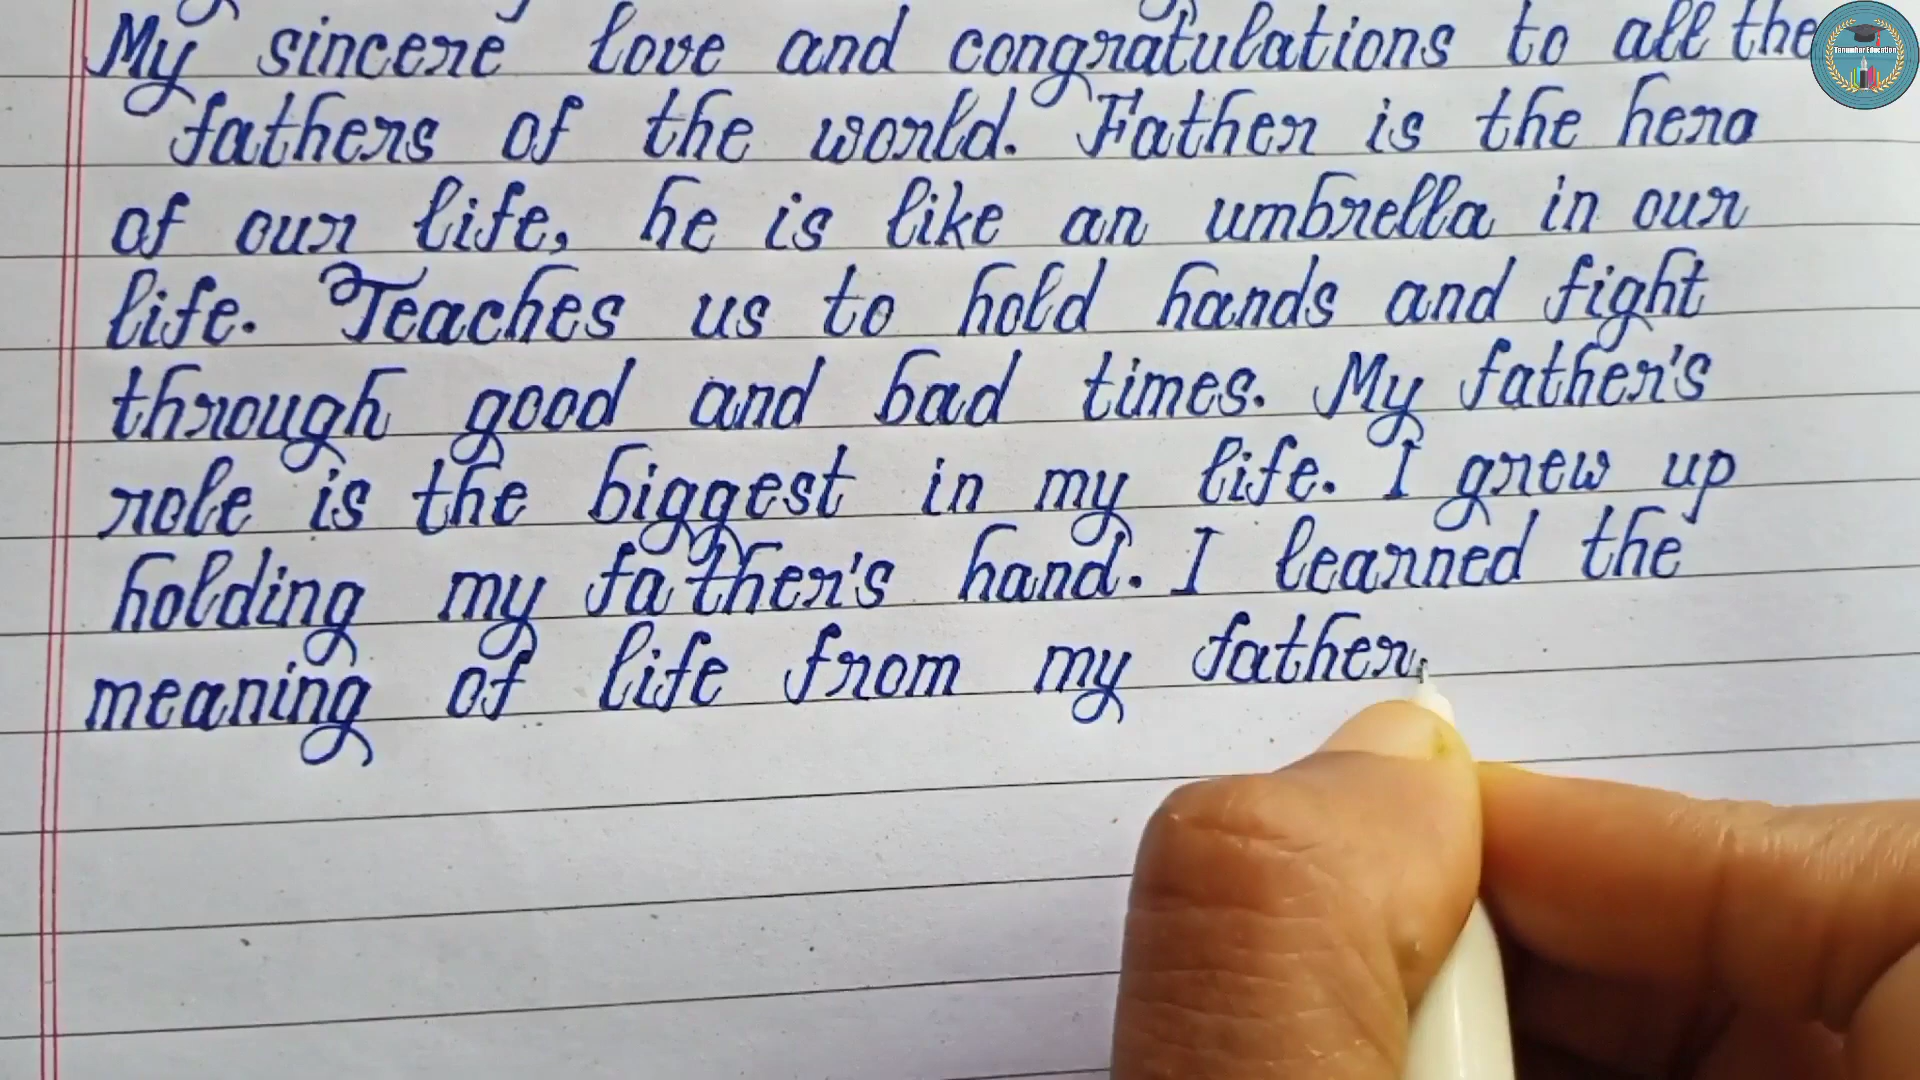 My sincere love and congratulations to all the
fathers of the world. Father is the hero
of our life, he is like an umbrella in our
life. Teaches us to hold hands and fight
through good and bad times. My father's
role is the biggest in my life. I grew up
holding my father's hand. I learned the
meaning of life from my father.
Tanumhar Education